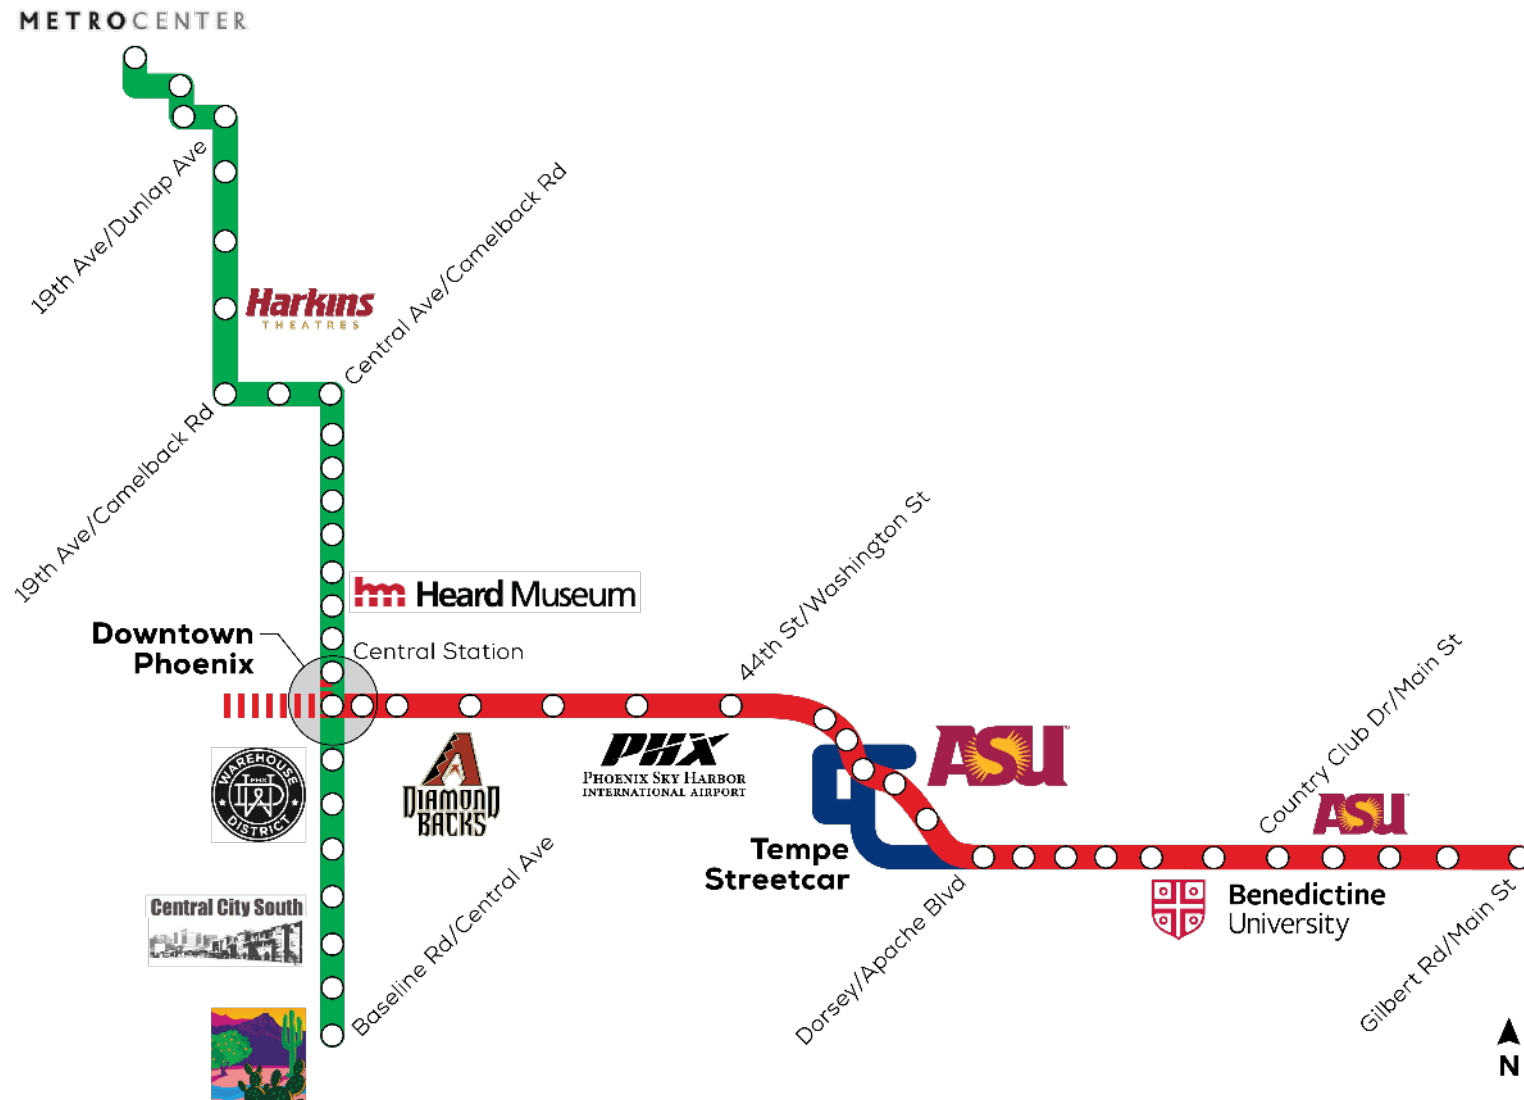 METROCENTER
19th Ave/Dunlap Ave
Central Ave/Camelback Rd
Harkins
THEATRES
19th Ave/Camelback Rd
hm Heard Museum
44th St/Washington St
Downtown
Phoenix
Central Station
Country Club Dr/Main St
WAREHOUSE
PHX
WD
DISTRICT
A
DIAMOND
BACKS
PHX
PHOENIX SKY HARBOR
INTERNATIONAL AIRPORT
ASU
ASU
Tempe
Streetcar
Benedictine
University
Central City South
Baseline Rd/Central Ave
Dorsey/Apache Blvd
Gilbert Rd/Main St
N